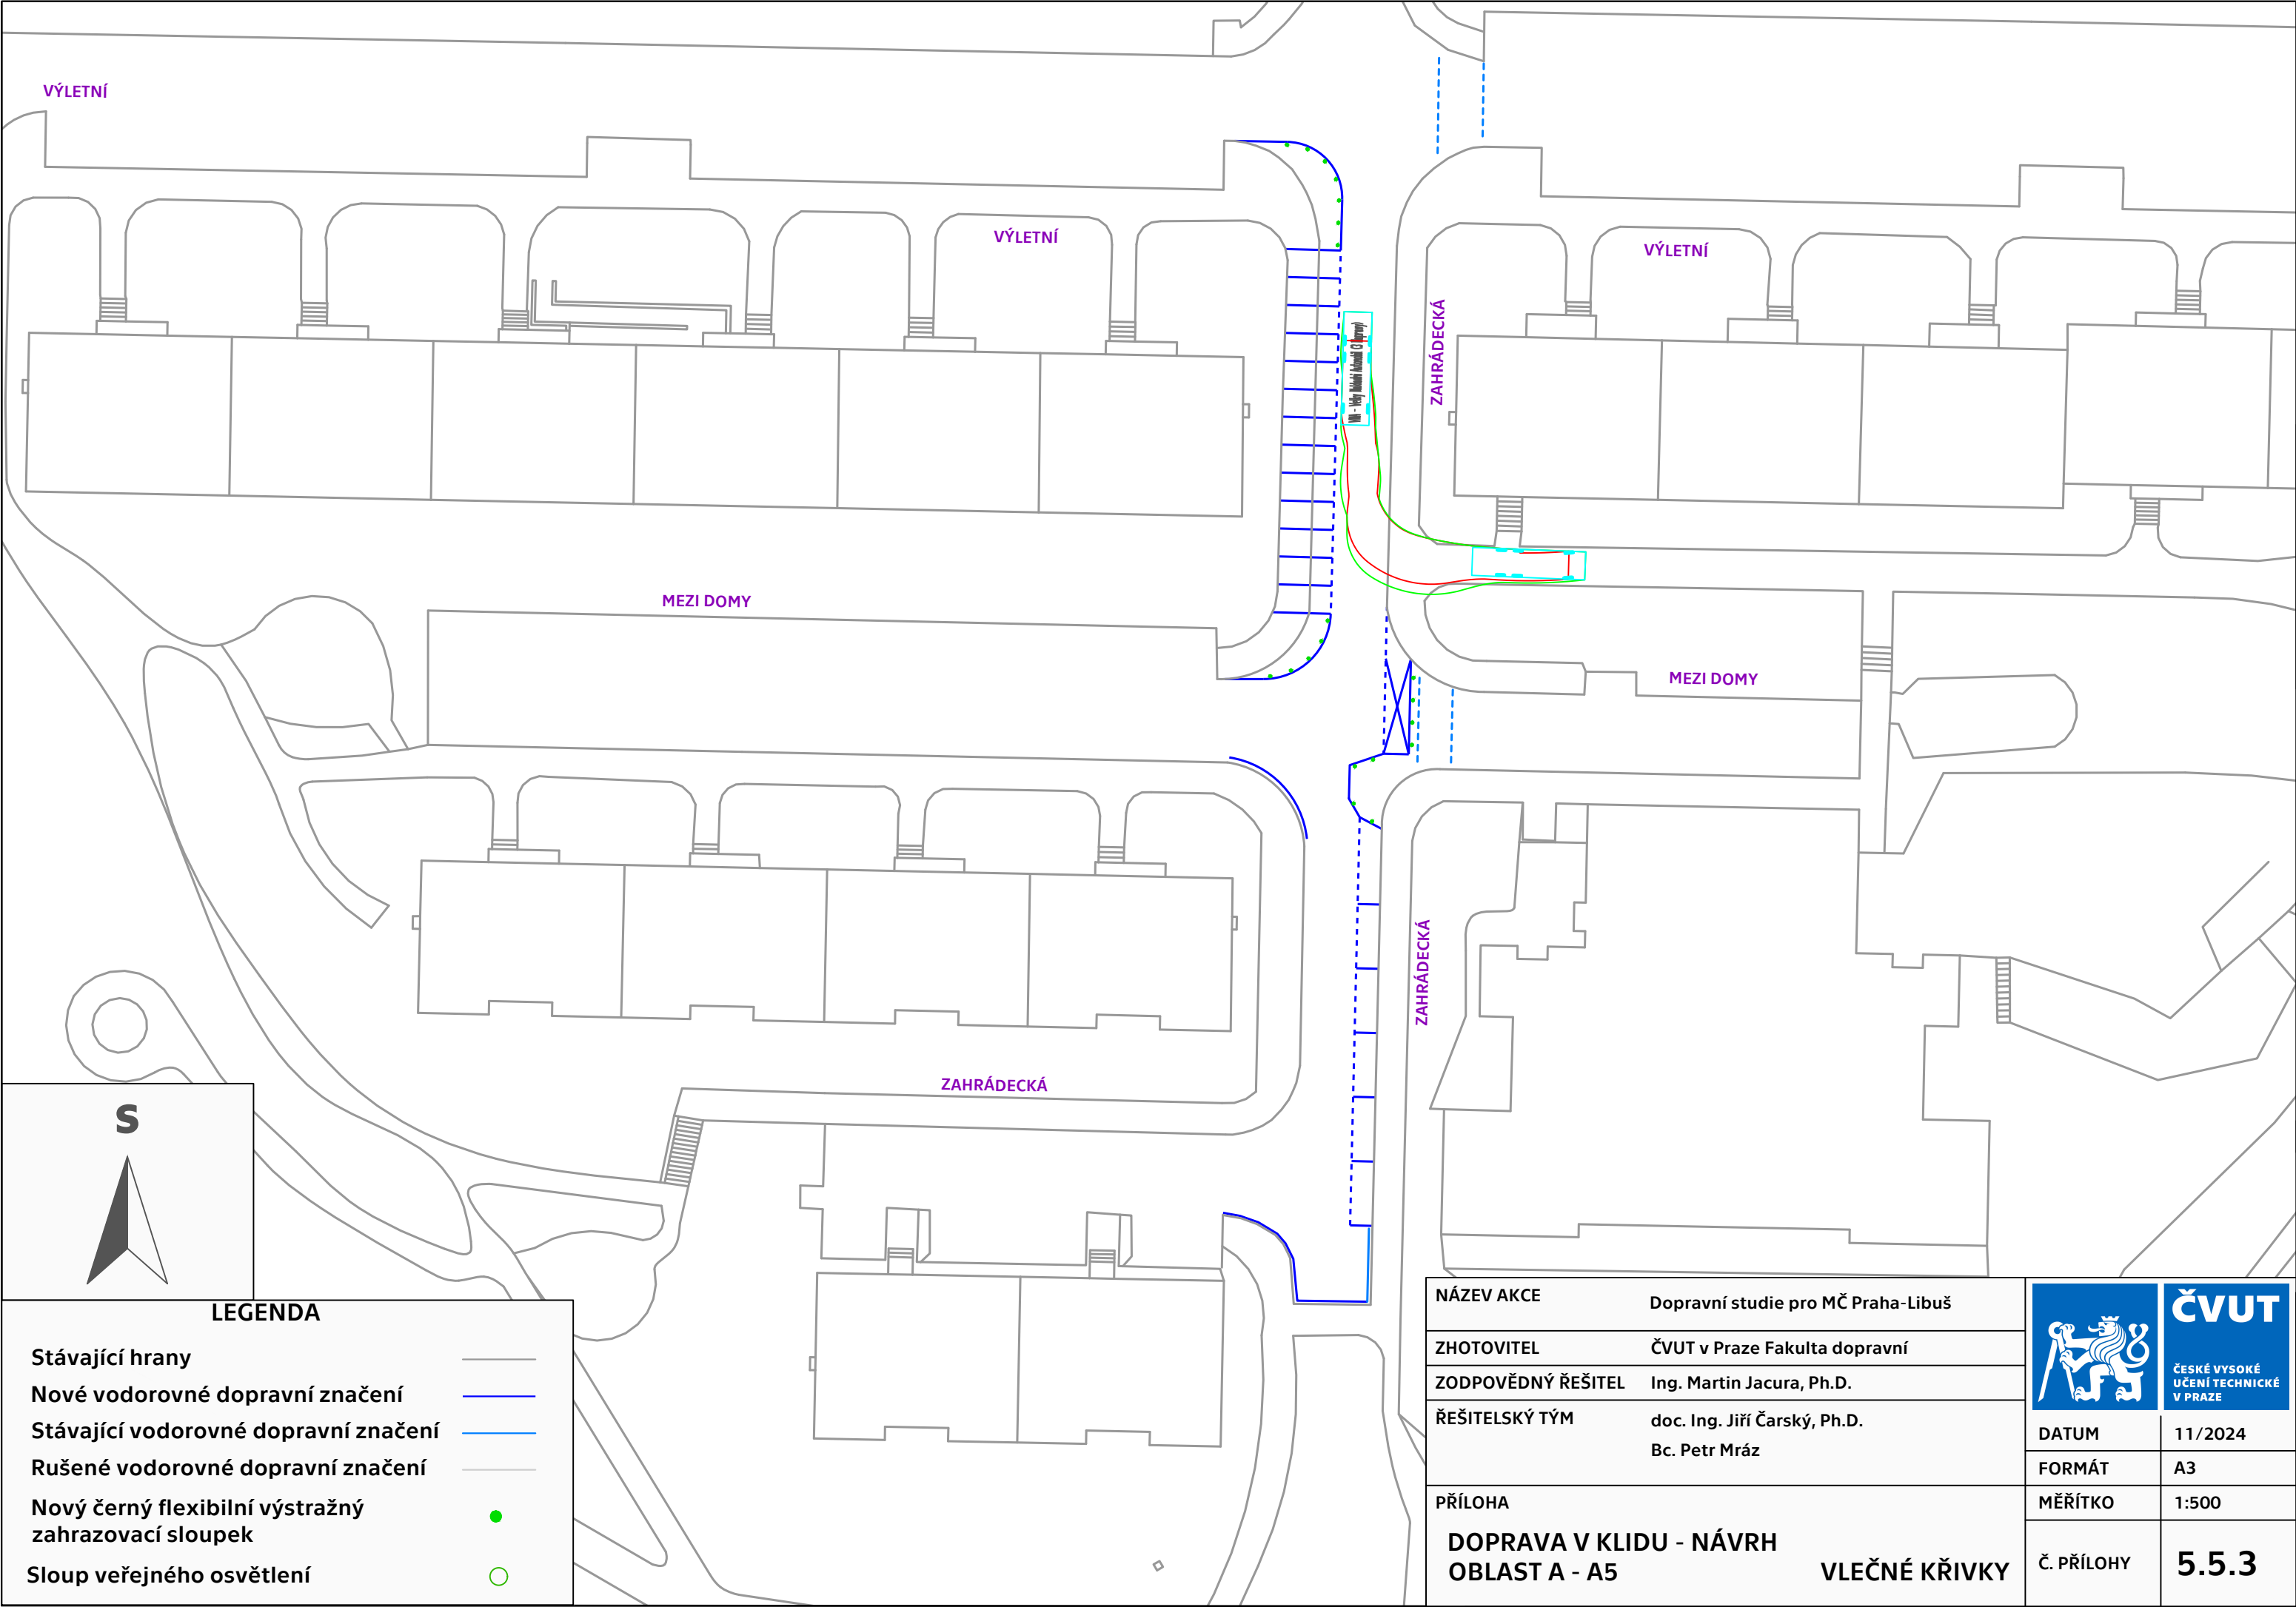 VÝLETNÍ
VÝLETNÍ
VÝLETNÍ
ZAHRÁDECKÁ
MEZI DOMY
MEZI DOMY
ZAHRÁDECKÁ
ZAHRÁDECKÁ
S
LEGENDA
Stávající hrany
Nové vodorovné dopravní značení
Stávající vodorovné dopravní značení
Rušené vodorovné dopravní značení
Nový černý flexibilní výstražný
zahrazovací sloupek
Sloup veřejného osvětlení
NÁZEV AKCE Dopravní studie pro MČ Praha-Libuš
ZHOTOVITEL ČVUT v Praze Fakulta dopravní
ZODPOVĚDNÝ ŘEŠITEL Ing. Martin Jacura, Ph.D.
ŘEŠITELSKÝ TÝM doc. Ing. Jiří Čarský, Ph.D.
Bc. Petr Mráz
PŘÍLOHA
DOPRAVA V KLIDU - NÁVRH
OBLAST A - A5 VLEČNÉ KŘIVKY
ČVUT
ČESKÉ VYSOKÉ
UČENÍ TECHNICKÉ
V PRAZE
DATUM 11/2024
FORMÁT A3
MĚŘÍTKO 1:500
Č. PŘÍLOHY 5.5.3